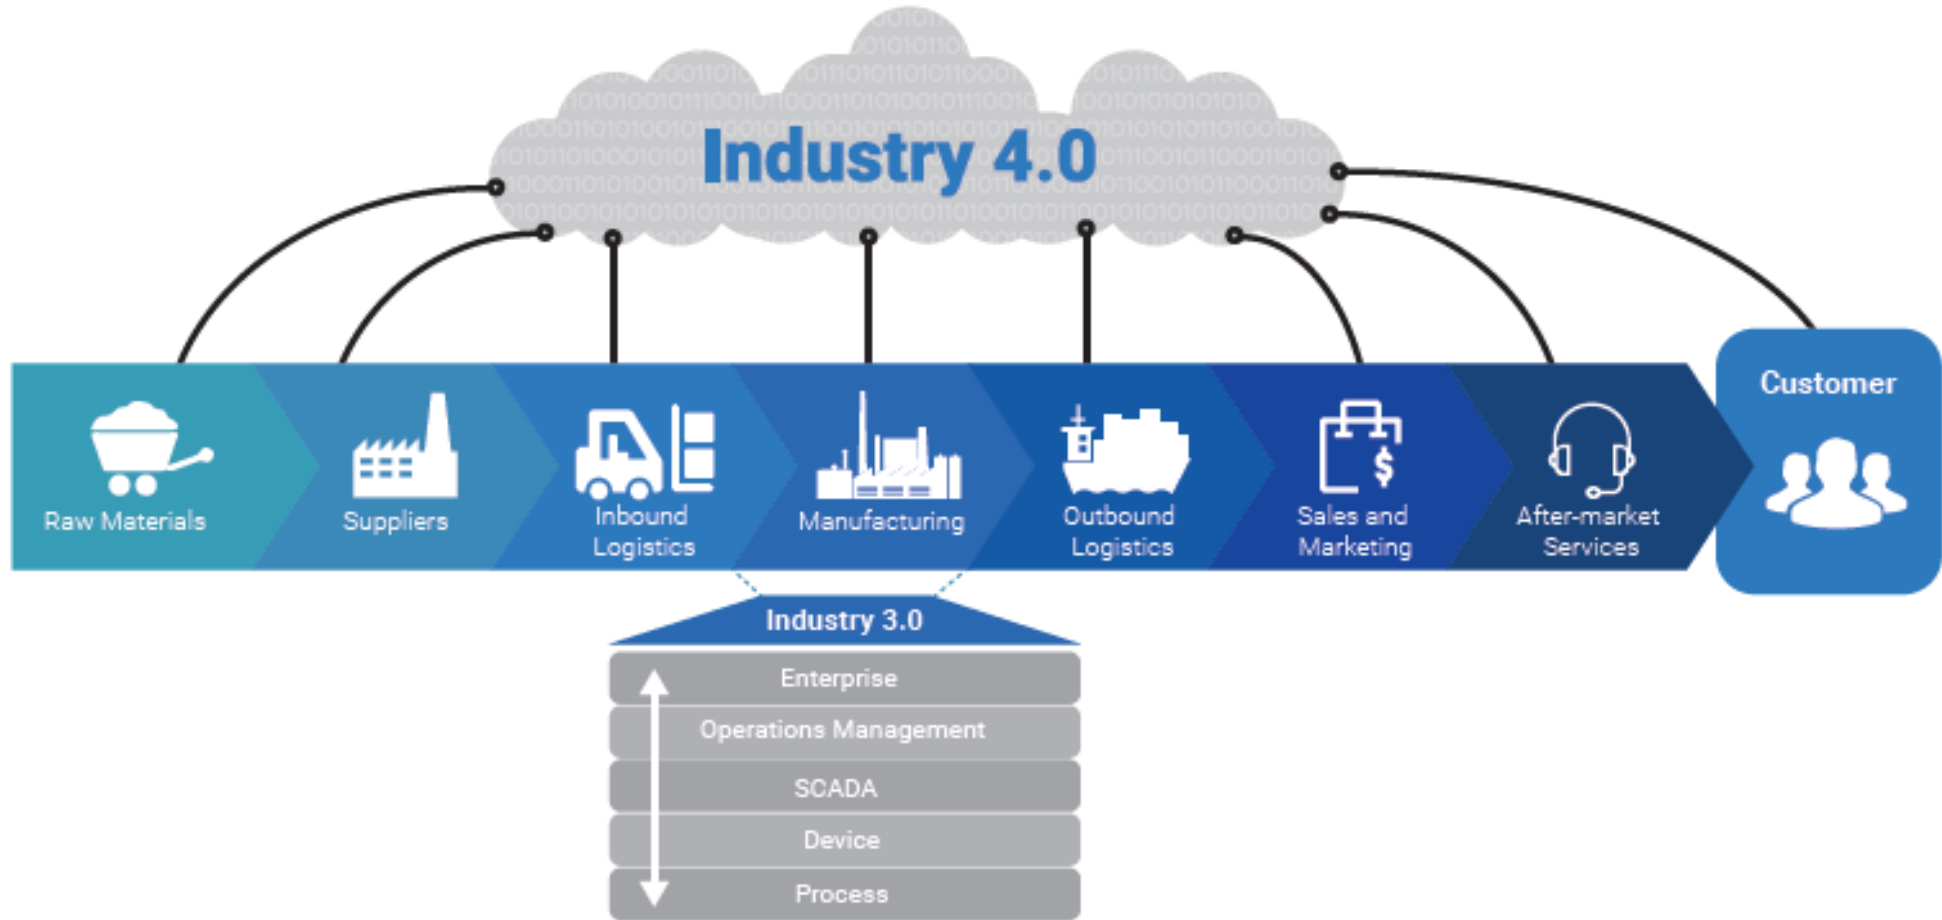 Industry 4.0
Customer
Raw Materials
Suppliers
Inbound
Logistics
Manufacturing
Outbound
Logistics
$
Sales and
Marketing
After-market
Services
Industry 3.0
Enterprise
Operations Management
SCADA
Device
Process